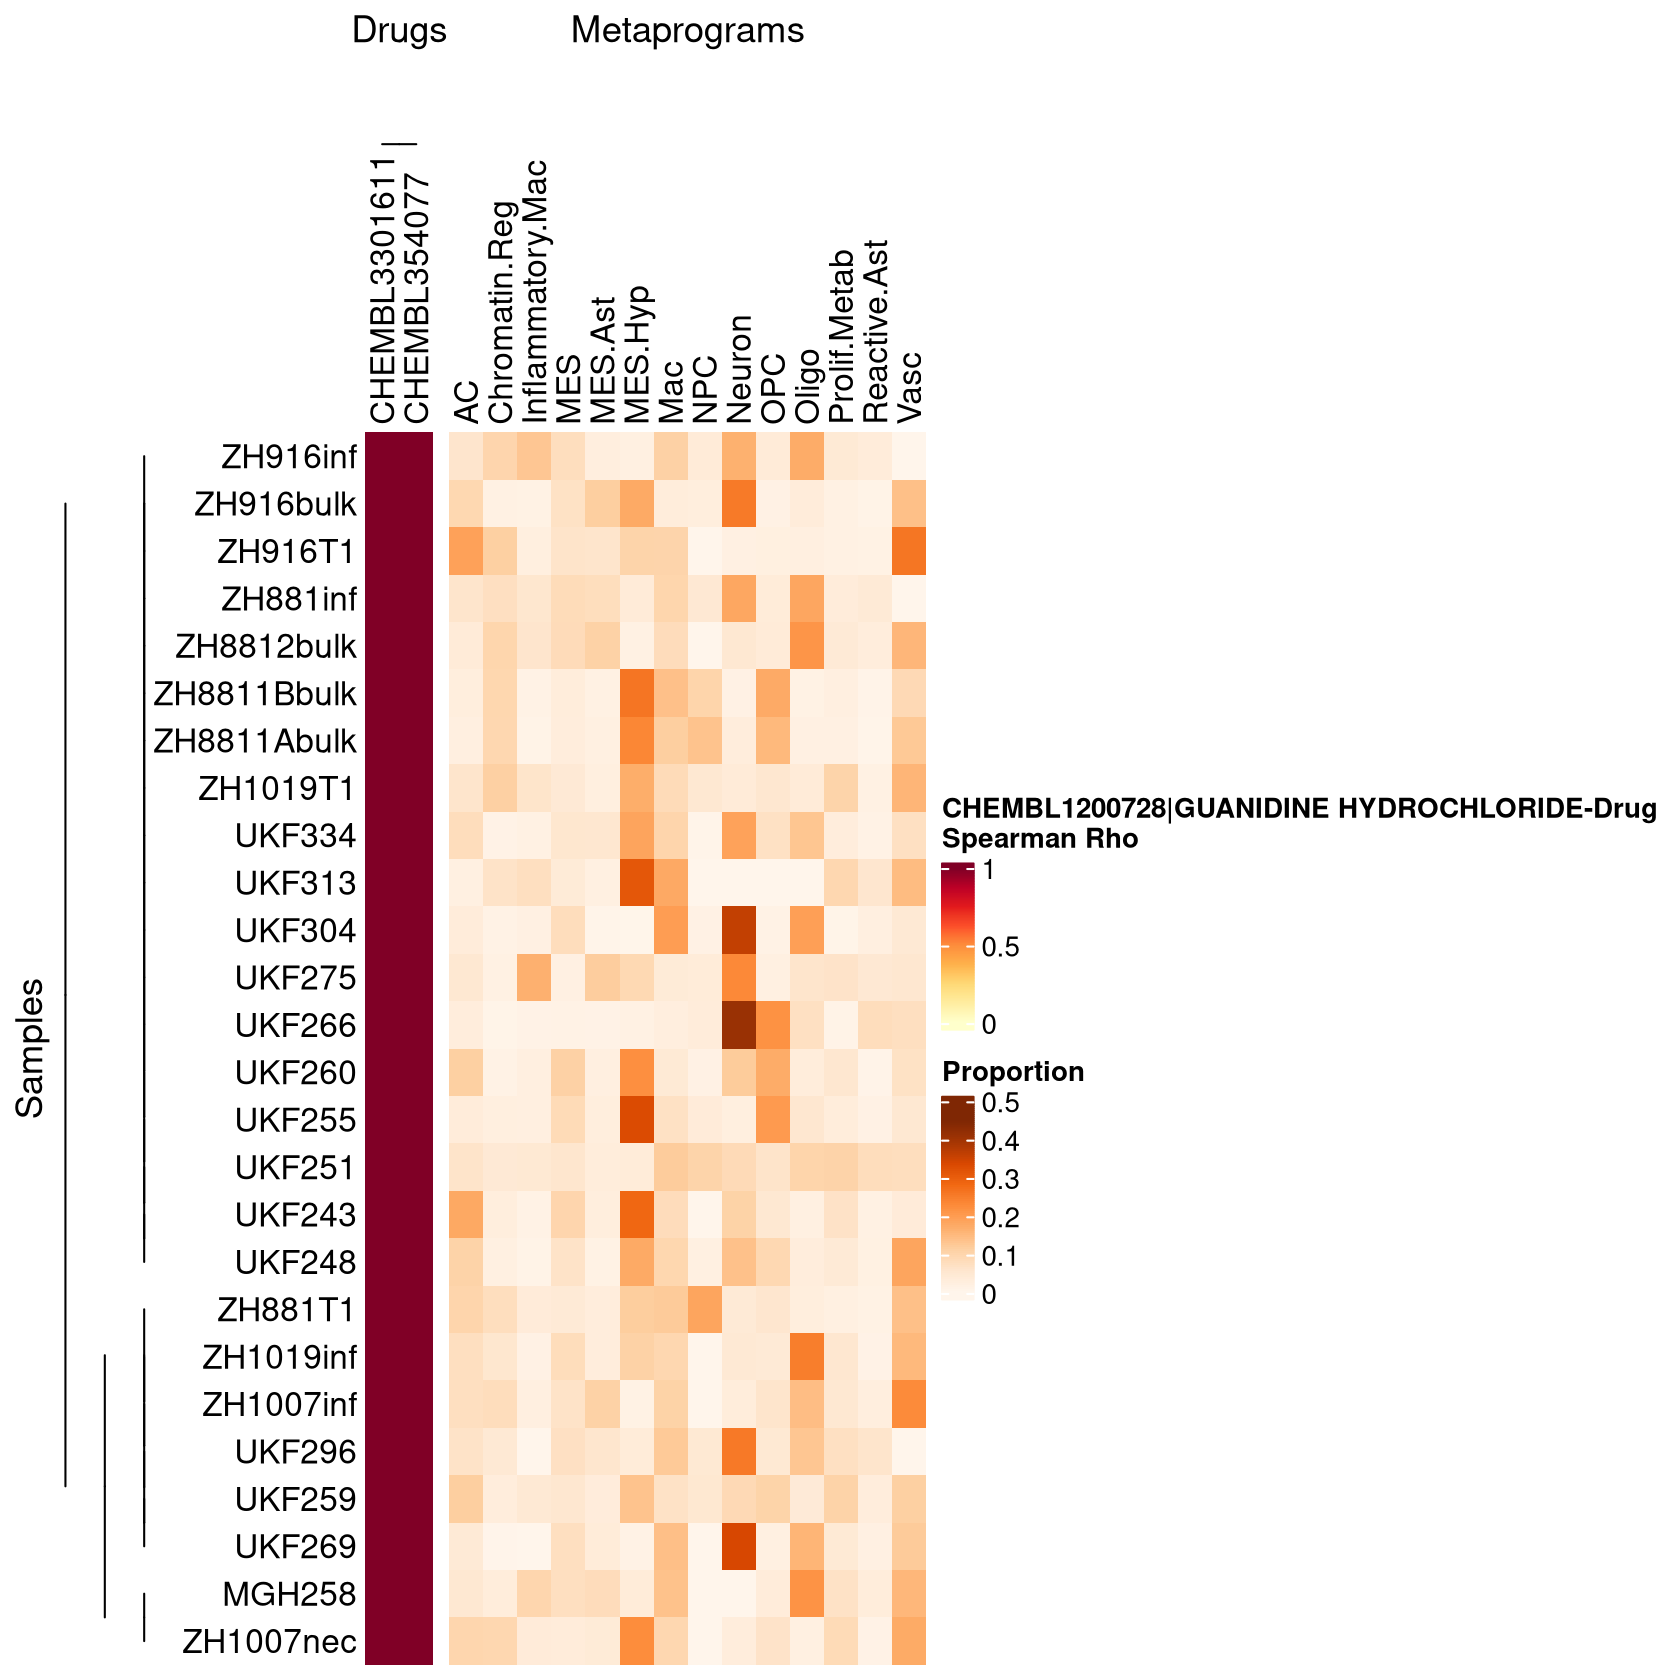 Drugs
Metaprograms
CHEMBL3301611|
CHEMBL354077 |
AC
Chromatin.Reg
Inflammatory.Mac
MES
MES.Ast
MES.Hyp
Mac
NPC
Neuron
OPC
Oligo
Prolif.Metab
Reactive.Ast
Vasc
Samples
ZH916inf
ZH916bulk
ZH916T1
ZH881inf
ZH8812bulk
ZH8811Bbulk
ZH8811Abulk
ZH1019T1
UKF334
UKF313
UKF304
UKF275
UKF266
UKF260
UKF255
UKF251
UKF243
UKF248
ZH881T1
ZH1019inf
ZH1007inf
UKF296
UKF259
UKF269
MGH258
ZH1007nec
CHEMBL1200728|GUANIDINE HYDROCHLORIDE-Drug
Spearman Rho
1
0.5
0
Proportion
0.5
0.4
0.3
0.2
0.1
0